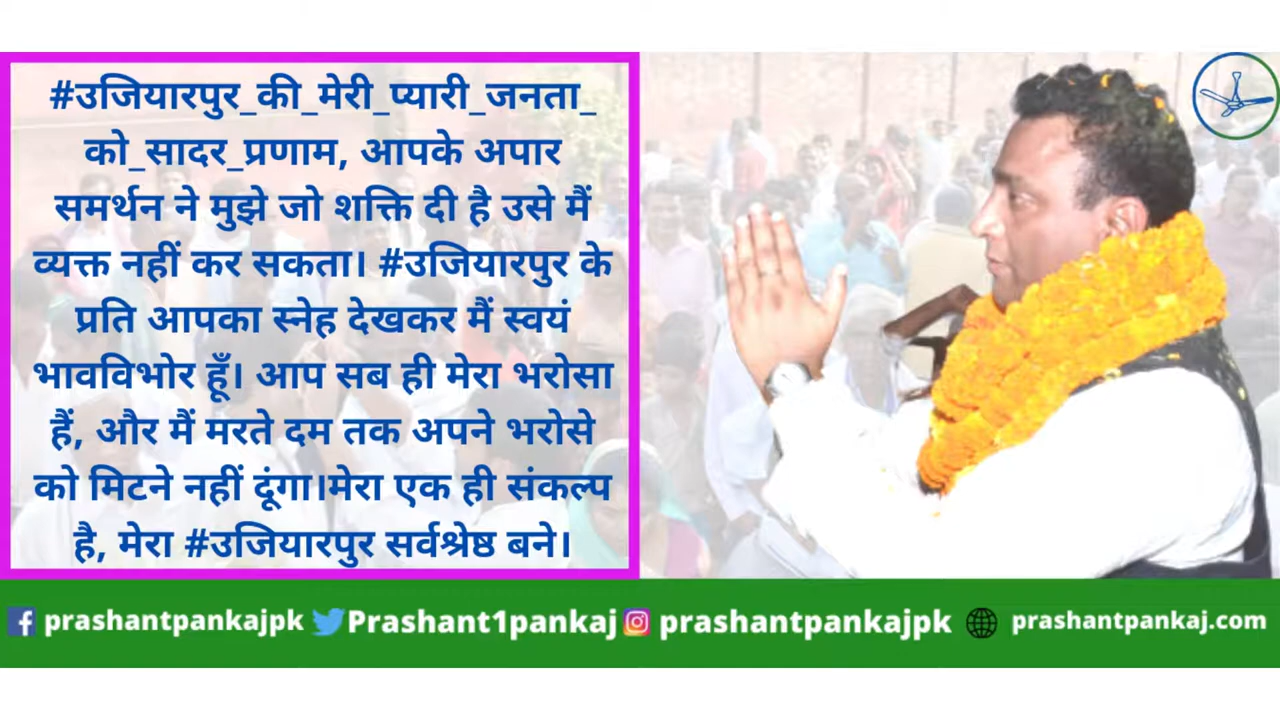 #उजियारपुर_की_मेरी_प्यारी_जनता_
को_सादर_प्रणाम, आपके अपार
समर्थन ने मुझे जो शक्ति दी है उसे मैं
व्यक्त नहीं कर सकता। #उजियारपुर के
प्रति आपका स्नेह देखकर मैं स्वयं
भावविभोर हूँ। आप सब ही मेरा भरोसा
हैं, और मैं मरते दम तक अपने भरोसे
को मिटने नहीं दूंगा।मेरा एक ही संकल्प
है, मेरा #उजियारपुर सर्वश्रेष्ठ बने।
prashantpankajpk Prashant1pankaj prashantpankajpk prashantpankaj.com